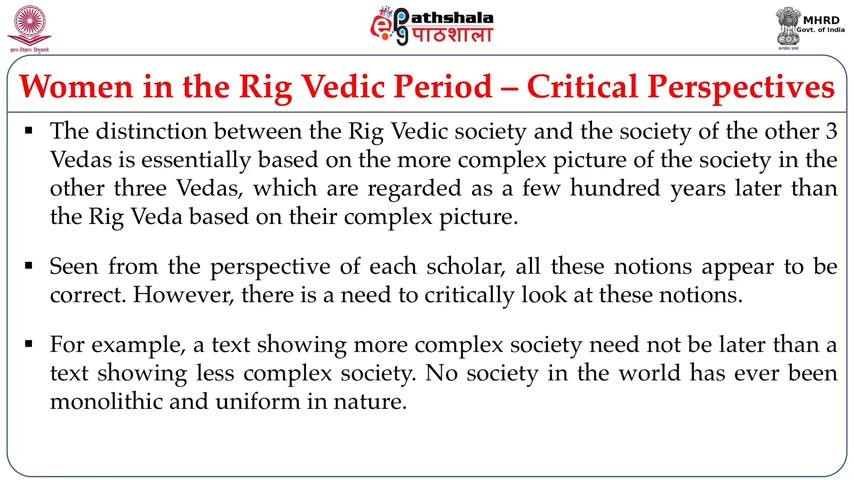 ज्ञान-विज्ञान विमुक्तये
ePathshala
पाठशाला
MHRD
Govt. of India
सत्यमेव जयते
Women in the Rig Vedic Period – Critical Perspectives
▪ The distinction between the Rig Vedic society and the society of the other 3
Vedas is essentially based on the more complex picture of the society in the
other three Vedas, which are regarded as a few hundred years later than
the Rig Veda based on their complex picture.
▪ Seen from the perspective of each scholar, all these notions appear to be
correct. However, there is a need to critically look at these notions.
▪ For example, a text showing more complex society need not be later than a
text showing less complex society. No society in the world has ever been
monolithic and uniform in nature.